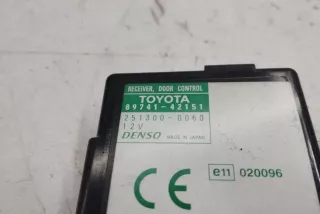 RECEIVER, DOOR CONTROL
TOYOTA
89741-42151
251300-0060
12V
DENSO MADE IN JAPAN
CE
e11 020096